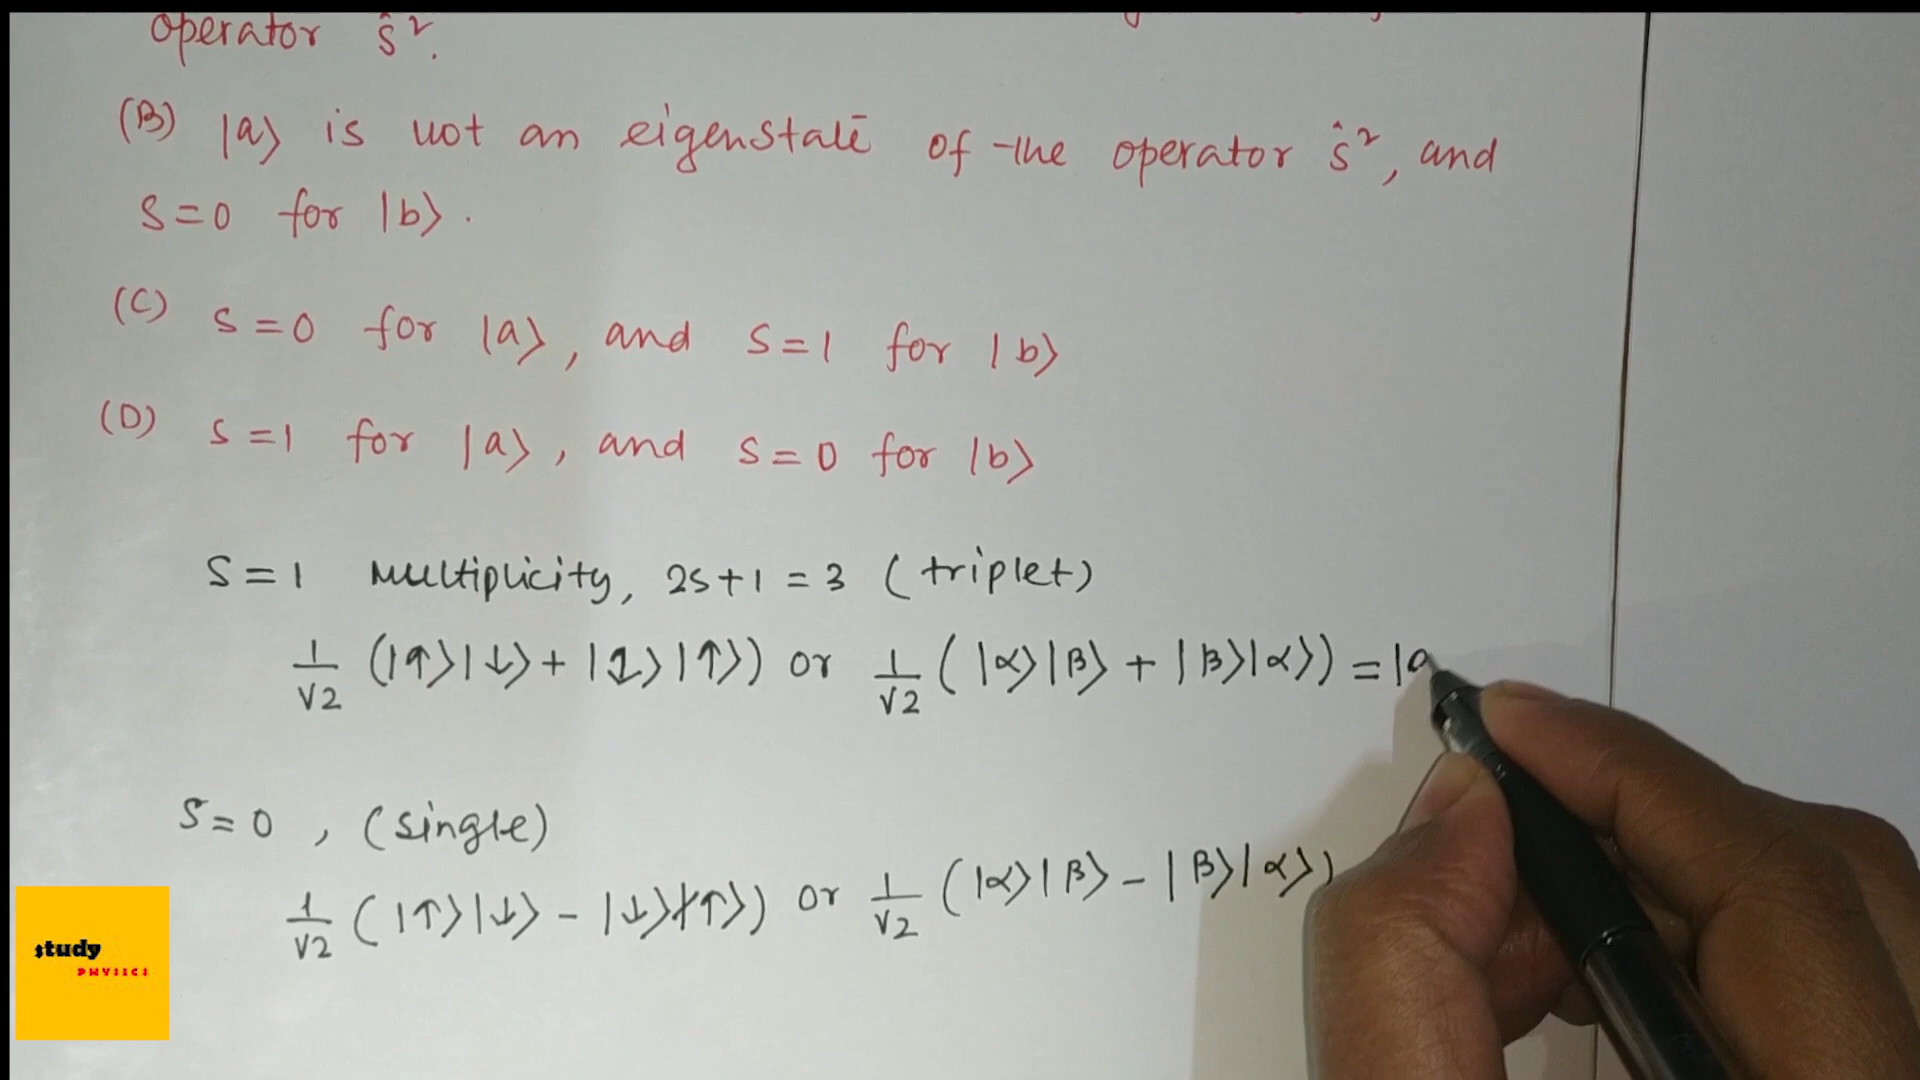 operator ŝ².
(B) |a⟩ is not an eigenstate of the operator ŝ², and
S=0 for |b⟩.
(C) S=0 for |a⟩, and S=1 for |b⟩
(D) S=1 for |a⟩, and S=0 for |b⟩
S=1 multiplicity, 2s+1 = 3 (triplet)
1/√2 (|↑⟩|↓⟩ + |↓⟩|↑⟩) or 1/√2 (|α⟩|β⟩ + |β⟩|α⟩) = |a
S=0 , (single)
1/√2 (|↑⟩|↓⟩ - |↓⟩|↑⟩) or 1/√2 (|α⟩|β⟩ - |β⟩|α⟩)
study
PHYSICS